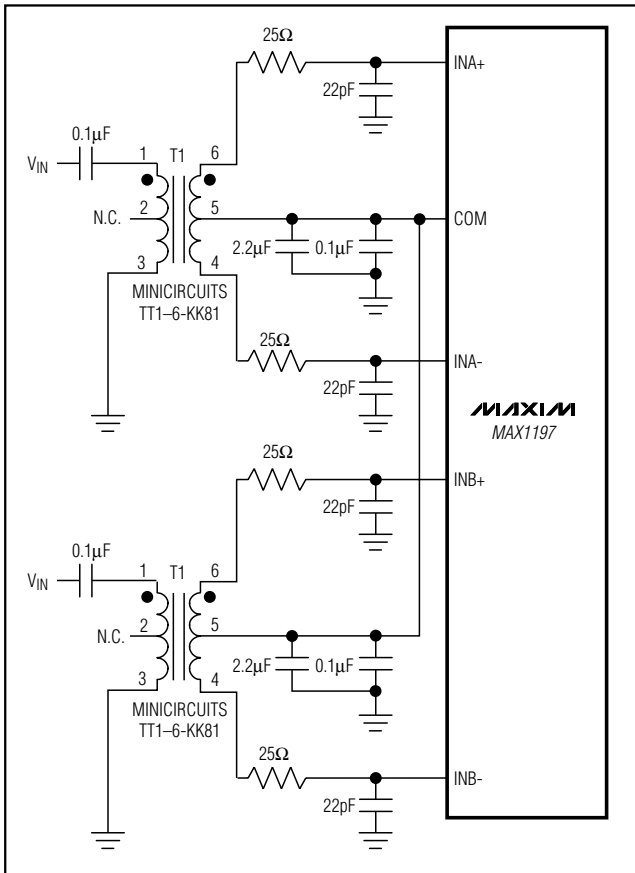 25Ω
INA+
22pF
0.1μF
VIN
1
T1
6
N.C.
2
5
COM
2.2μF
0.1μF
3
4
MINICIRCUITS
TT1–6-KK81
25Ω
INA-
22pF
MAXIM
MAX1197
25Ω
INB+
22pF
0.1μF
VIN
1
T1
6
N.C.
2
5
2.2μF
0.1μF
3
4
MINICIRCUITS
TT1–6-KK81
25Ω
INB-
22pF